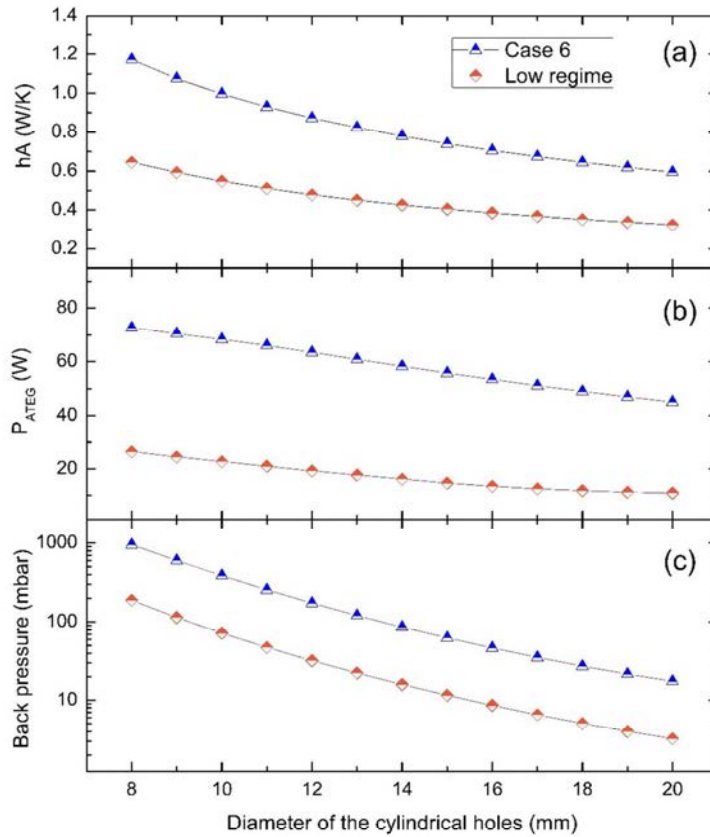 1.4
1.2
1.0
0.8
0.6
0.4
0.2
hA (W/K)
(a)
Case 6
Low regime
80
60
40
20
P_ATEG (W)
(b)
1000
100
10
Back pressure (mbar)
(c)
8 10 12 14 16 18 20
Diameter of the cylindrical holes (mm)